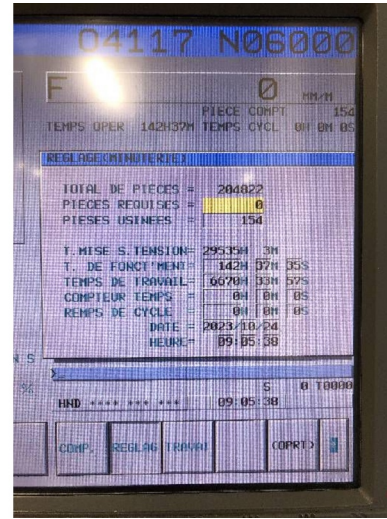 O4117 N06000
F 0 MM/M
PIECE COMPT 154
TEMPS OPER 142H37M TEMPS CYCL 0H 0M 0S
REGLAGE(MINUTERIE)
TOTAL DE PIECES = 204822
PIECES REQUISES = 0
PIESES USINEES = 154
T.MISE S.TENSION= 29535H 3M
T. DE FONCT'MENT= 142H 37M 35S
TEMPS DE TRAVAIL= 6670H 33M 57S
COMPTEUR TEMPS = 0H 0M 0S
REMPS DE CYCLE = 0H 0M 0S
DATE = 2023/10/24
HEURE= 09:05:38
N S
>_
% S 0 T0000
HND **** *** *** 09:05:38
COMP. REGLAG TRAVAI (OPRT)